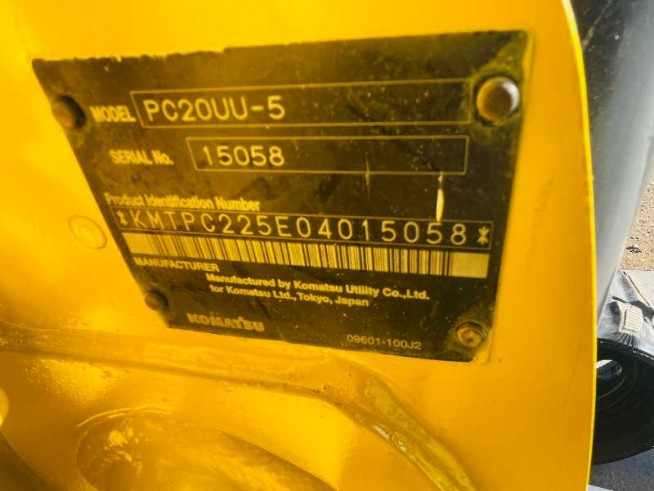 MODEL PC20UU-5
SERIAL No. 15058
Product Identification Number
*KMTPC225E04015058*
MANUFACTURER
Manufactured by Komatsu Utility Co.,Ltd.
for Komatsu Ltd.,Tokyo, Japan
KOMATSU
09601-100J2